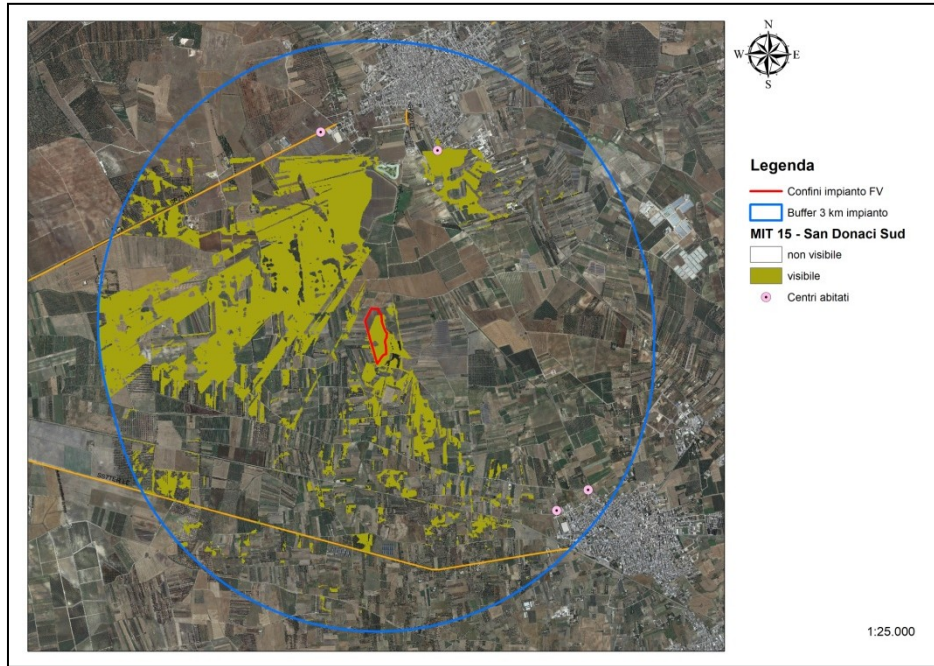 N
W E
S
Legenda
Confini impianto FV
Buffer 3 km impianto
MIT 15 - San Donaci Sud
non visibile
visibile
Centri abitati
1:25.000